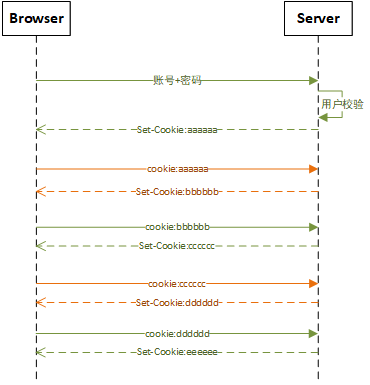 Browser
Server
账号+密码
用户校验
Set-Cookie:aaaaaa
cookie:aaaaaa
Set-Cookie:bbbbbb
cookie:bbbbbb
Set-Cookie:cccccc
cookie:cccccc
Set-Cookie:dddddd
cookie:dddddd
Set-Cookie:eeeeee